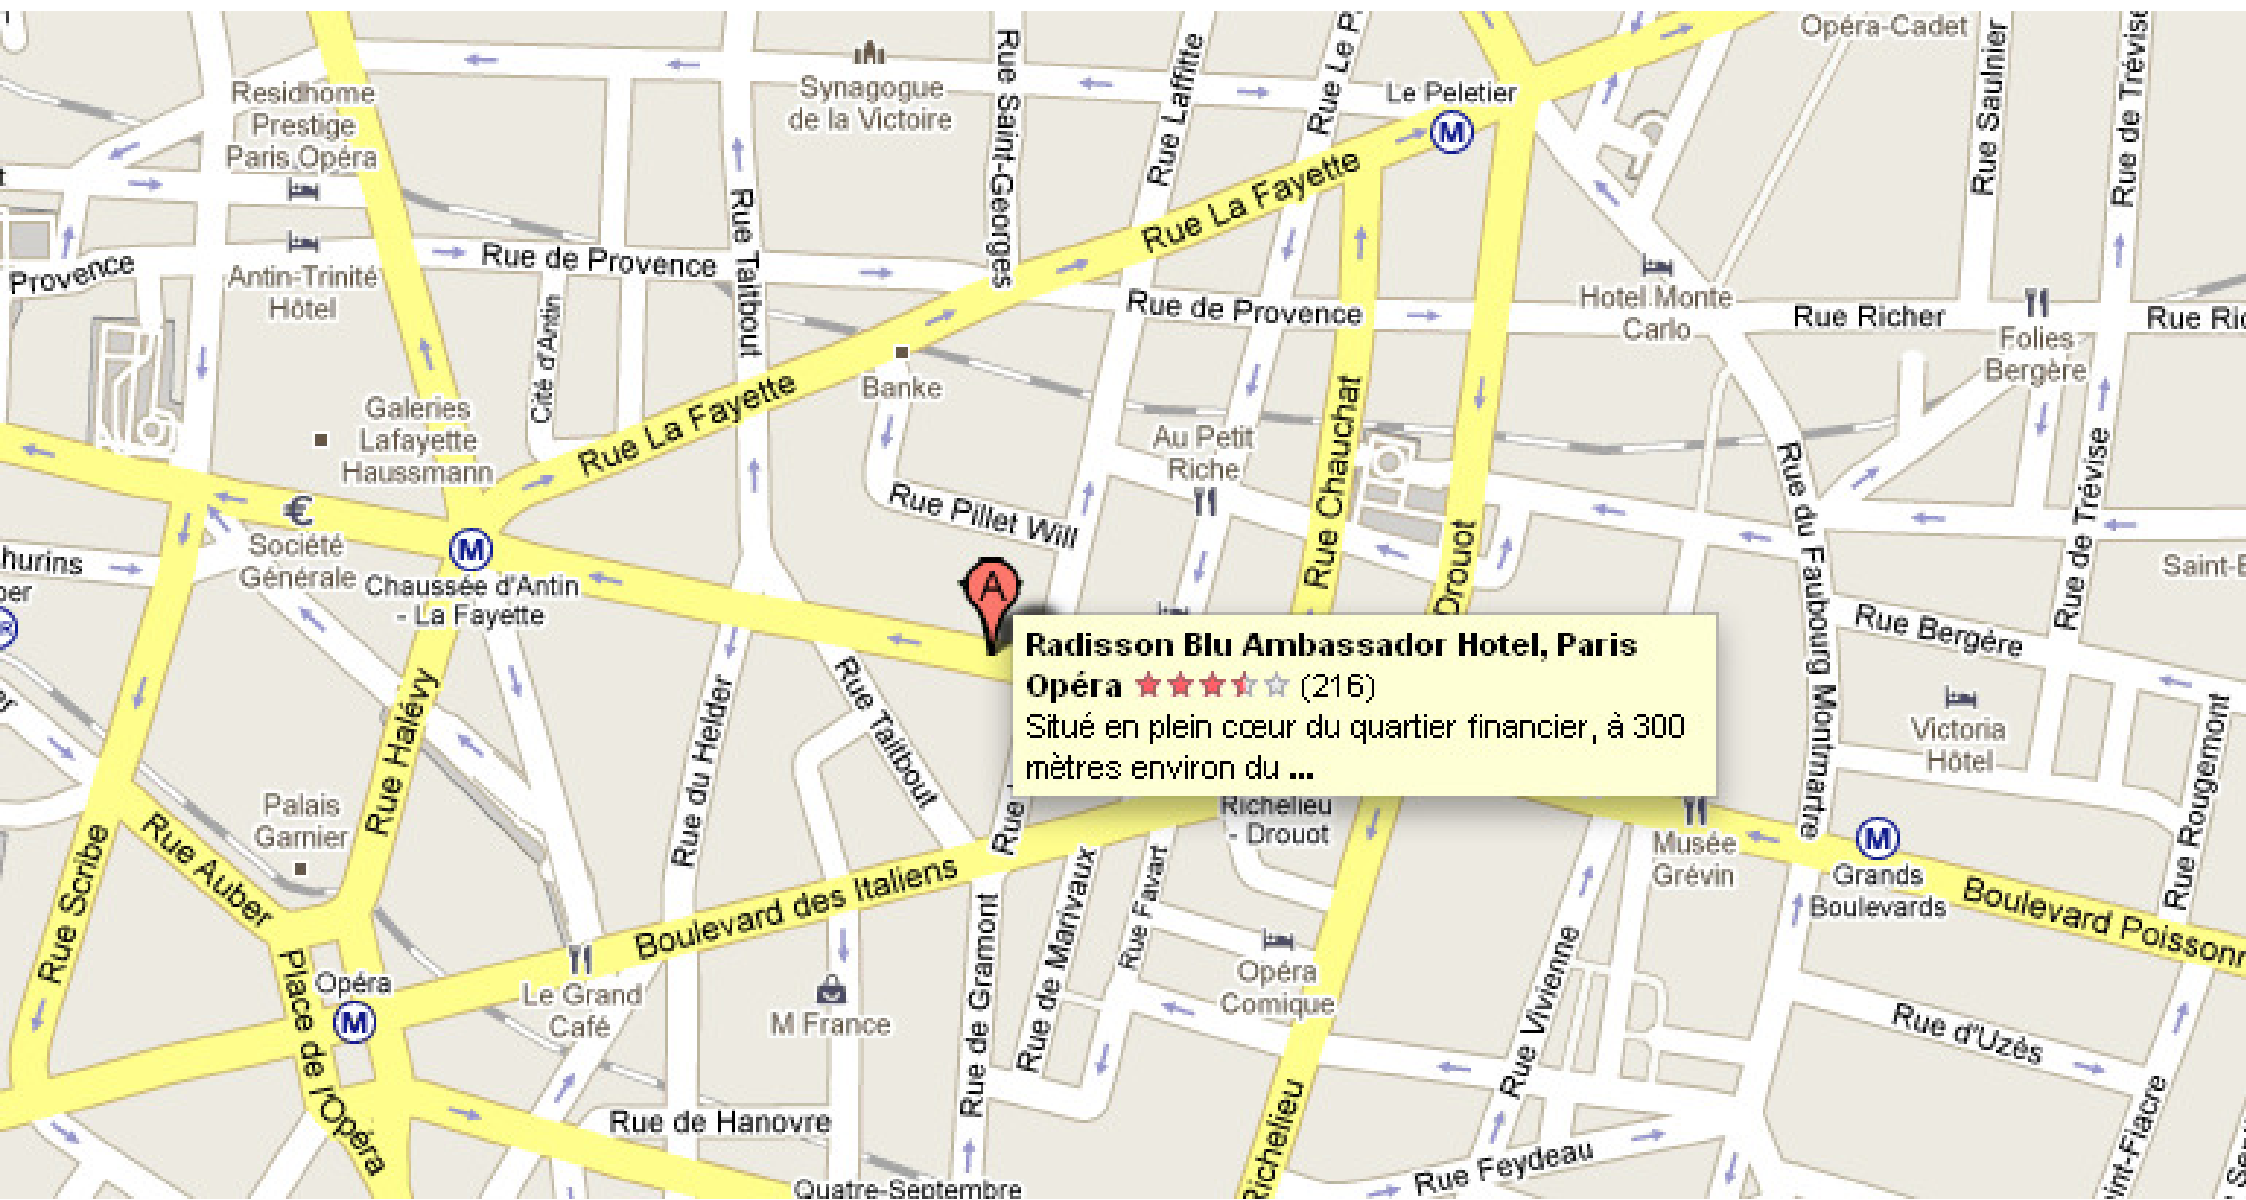 Opéra-Cadet
Residhome
Prestige
Paris Opéra
Synagogue
de la Victoire
Rue Saint-Georges
Rue Laffitte
Rue Le P
Le Peletier
M
Rue Saulnier
Rue de Trévise
Rue La Fayette
Rue Taitbout
Provence
Antin-Trinité
Hôtel
Rue de Provence
Rue de Provence
Hotel Monte
Carlo
Rue Richer
Folies
Bergère
Rue Ric
Cité d'Antin
Banke
Galeries
Lafayette
Haussmann
Rue La Fayette
Au Petit
Riche
Rue Chauchat
Drouot
Rue du Faubourg Montmartre
Rue de Trévise
€
Société
Générale
hurins
M
Chaussée d'Antin
- La Fayette
Rue Pillet Will
Saint-E
A
Rue Bergère
Radisson Blu Ambassador Hotel, Paris
Opéra (216)
Situé en plein cœur du quartier financier, à 300
mètres environ du ...
Rue Halévy
Rue du Helder
Rue Taitbout
Rue
Victoria
Hôtel
Rue Rougemont
Palais
Garnier
Rue Auber
Rue Scribe
Richelieu
- Drouot
Musée
Grévin
M
Grands
Boulevards
Boulevard Poissonn
Boulevard des Italiens
Rue de Gramont
Rue de Marivaux
Rue Favart
Opéra
Comique
Rue Vivienne
Place de l'Opéra
Opéra
M
Le Grand
Café
M France
Rue d'Uzès
Rue de Hanovre
Richelieu
Rue Feydeau
int-Fiacre
Quatre-Septembre